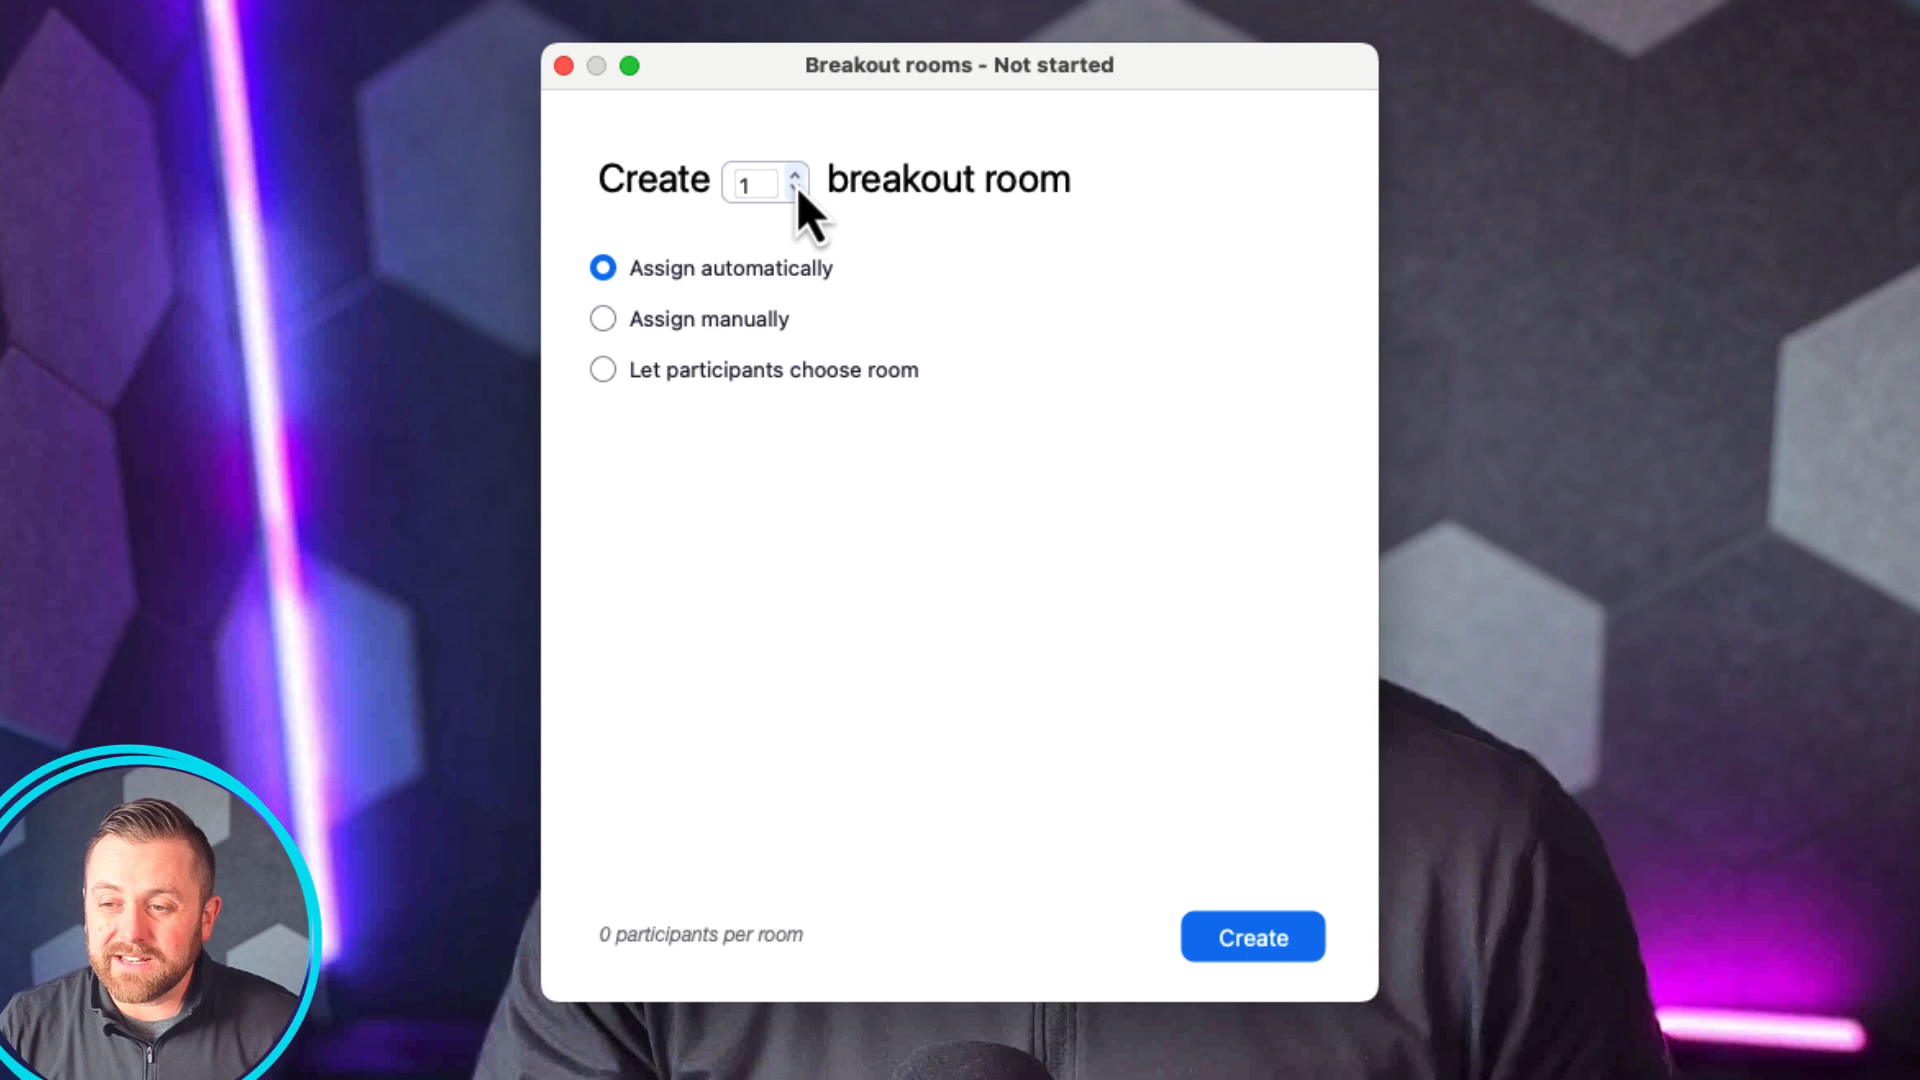 Breakout rooms - Not started
Create 1 breakout room
Assign automatically
Assign manually
Let participants choose room
0 participants per room
Create